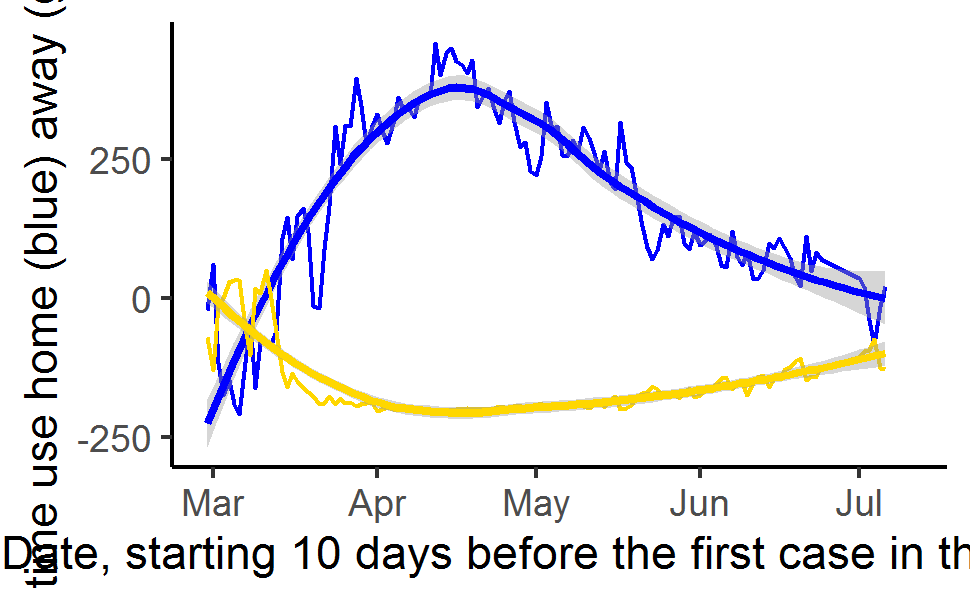 time use home (blue) away (
250
0
-250
Mar Apr May Jun Jul
Date, starting 10 days before the first case in th